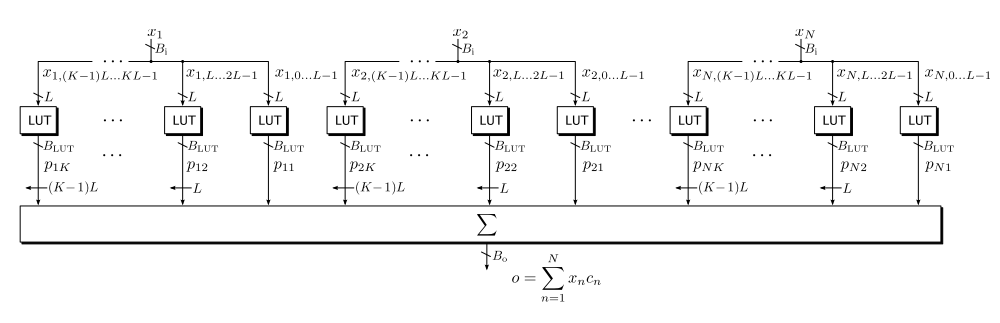 x_1 x_2 x_N
B_i B_i B_i
··· ··· ···
x_{1,(K−1)L...KL−1} x_{1,L...2L−1} x_{1,0...L−1} x_{2,(K−1)L...KL−1} x_{2,L...2L−1} x_{2,0...L−1} x_{N,(K−1)L...KL−1} x_{N,L...2L−1} x_{N,0...L−1}
L L L L L L L L L
LUT ··· LUT LUT LUT ··· LUT LUT ··· LUT ··· LUT LUT
B_LUT B_LUT B_LUT B_LUT B_LUT B_LUT B_LUT B_LUT B_LUT
p_{1K} ··· p_{12} p_{11} p_{2K} ··· p_{22} p_{21} p_{NK} ··· p_{N2} p_{N1}
(K−1)L L (K−1)L L (K−1)L L
∑
B_o
o = ∑_{n=1}^{N} x_n c_n